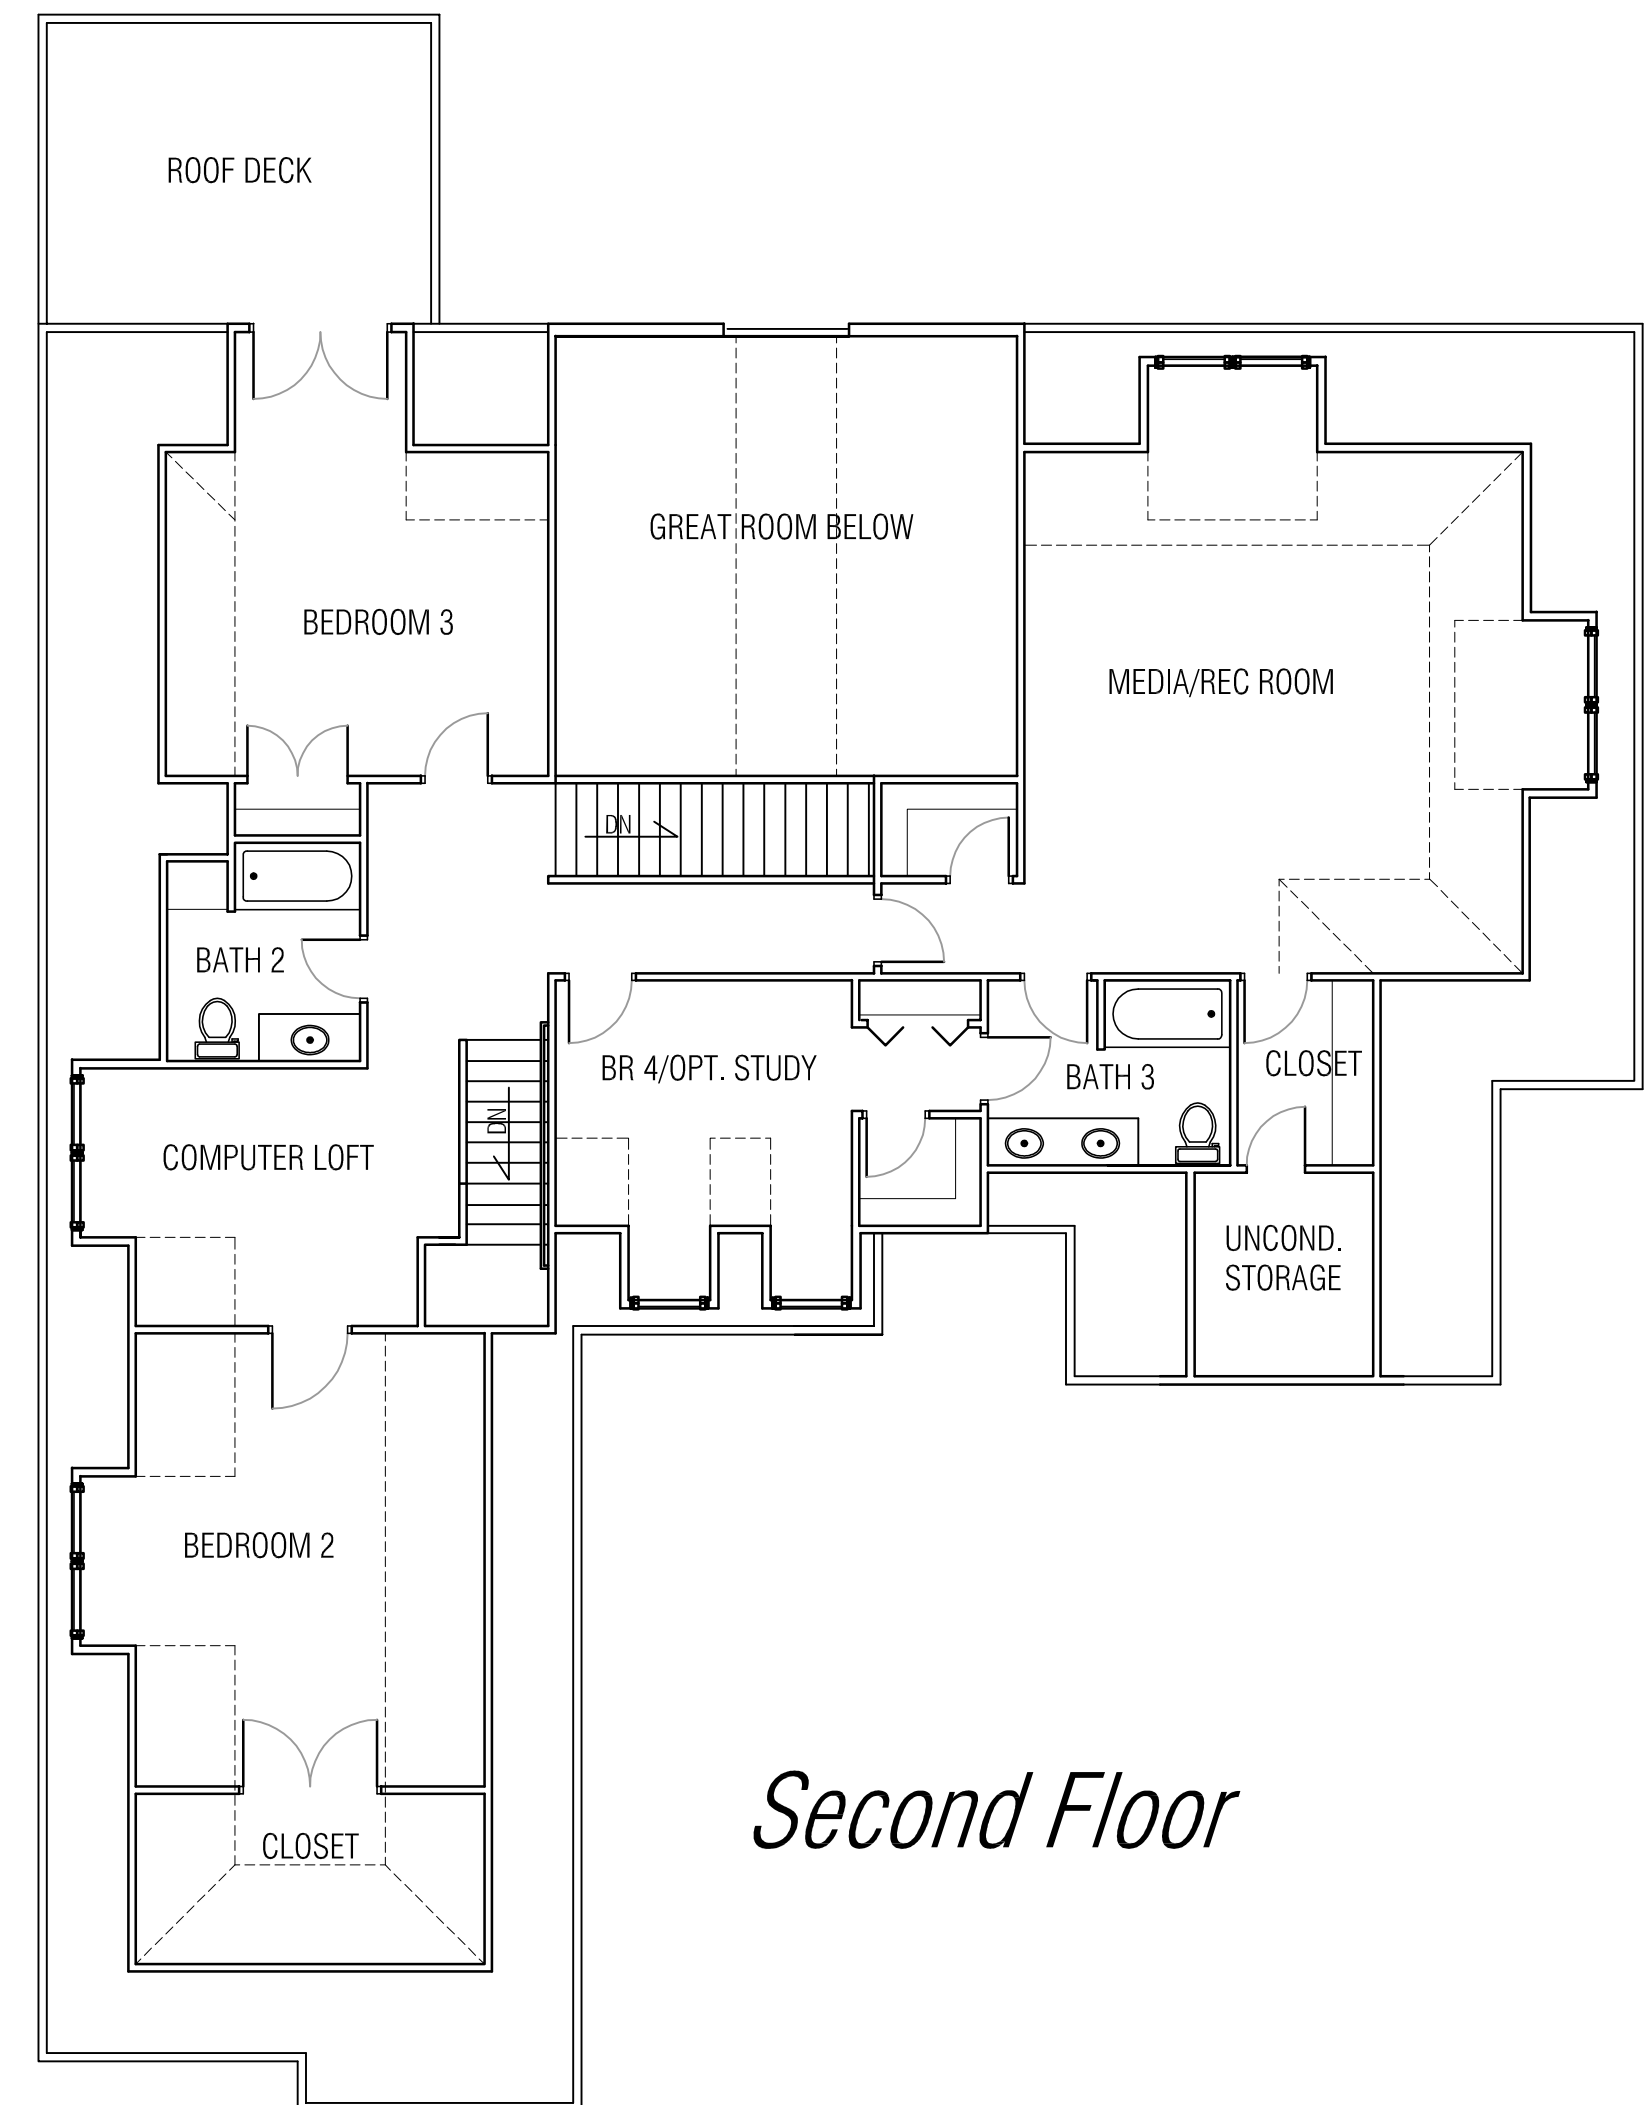 ROOF DECK
GREAT ROOM BELOW
BEDROOM 3
MEDIA/REC ROOM
DN
BATH 2
BR 4/OPT. STUDY
BATH 3
CLOSET
DN
COMPUTER LOFT
UNCOND.
STORAGE
BEDROOM 2
CLOSET
Second Floor